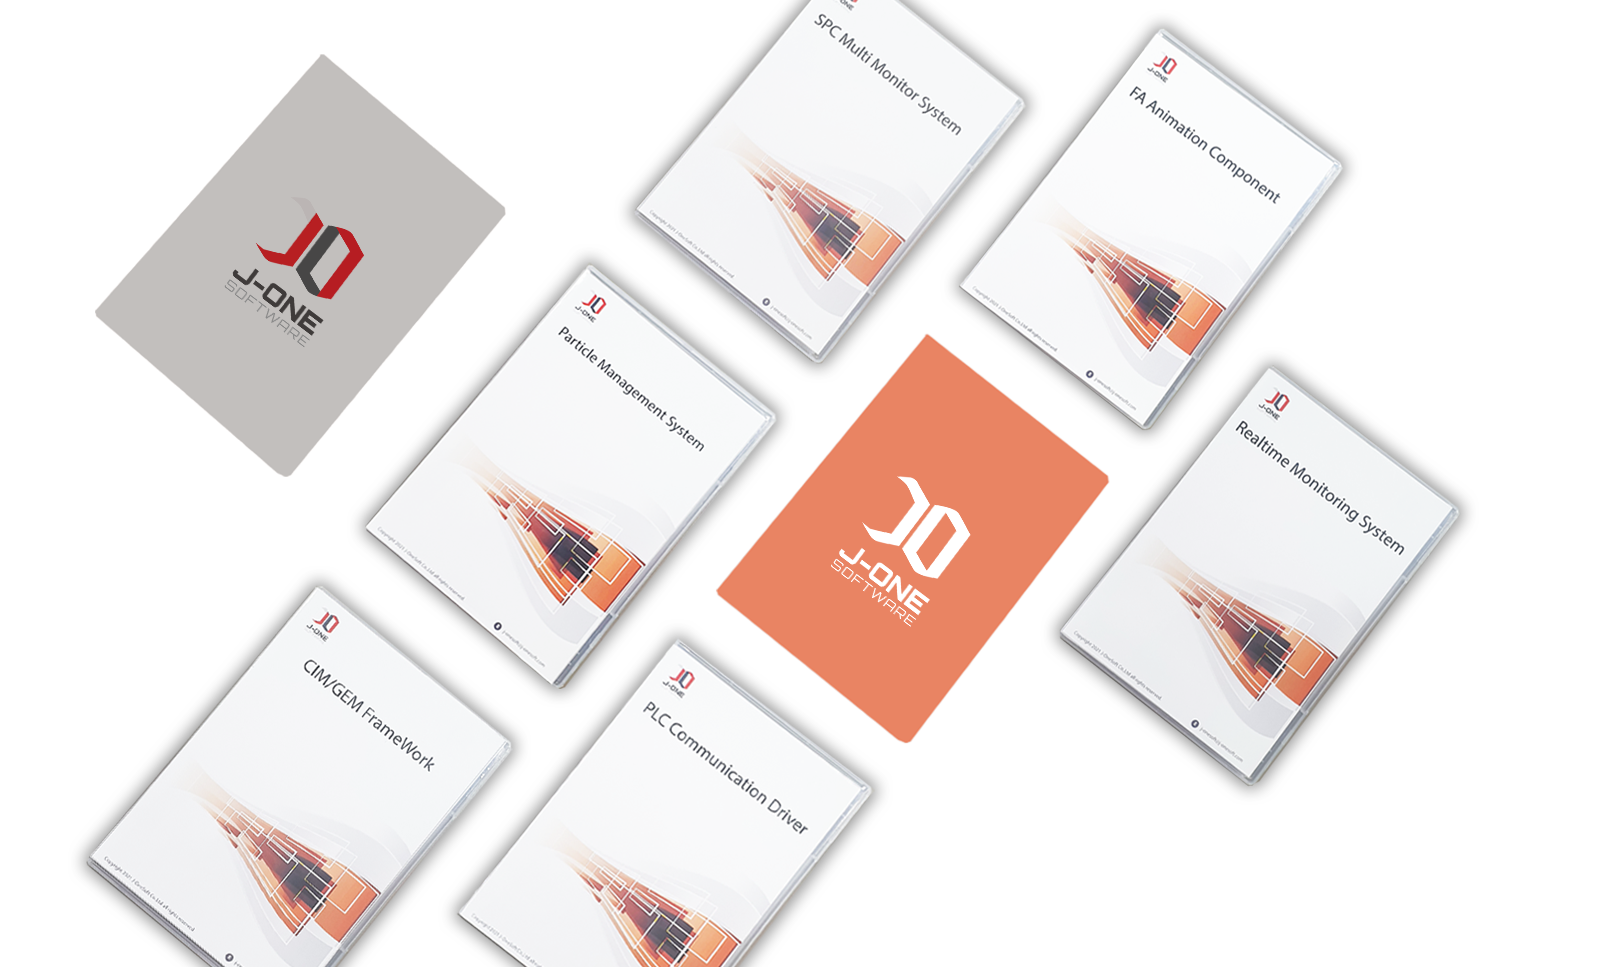 SPC Multi Monitor System
J-ONE
FA Animation Component
J-ONE
SOFTWARE
J-ONE
Particle Management System
J-ONE
Realtime Monitoring System
J-ONE
SOFTWARE
J-ONE
CIM/GEM FrameWork
J-ONE
PLC Communication Driver